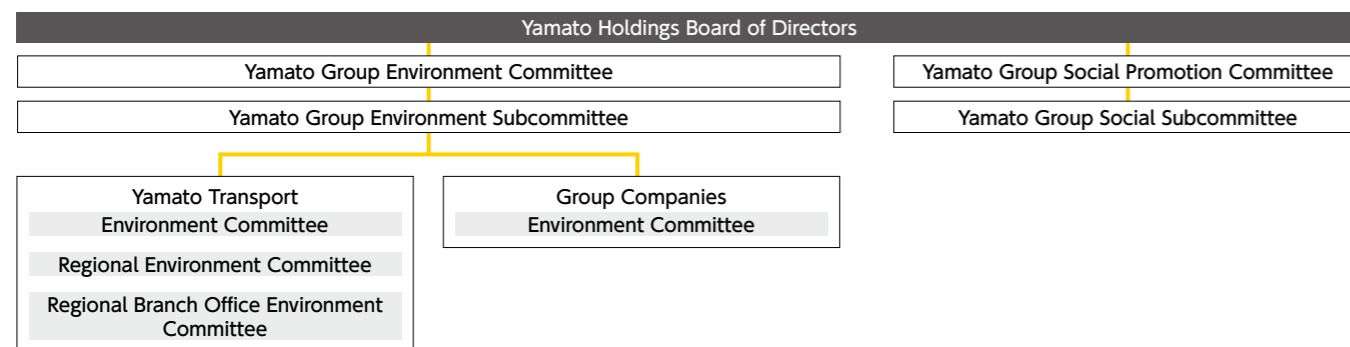 Yamato Holdings Board of Directors
Yamato Group Environment Committee
Yamato Group Social Promotion Committee
Yamato Group Environment Subcommittee
Yamato Group Social Subcommittee
Yamato Transport
Environment Committee
Regional Environment Committee
Regional Branch Office Environment
Committee
Group Companies
Environment Committee